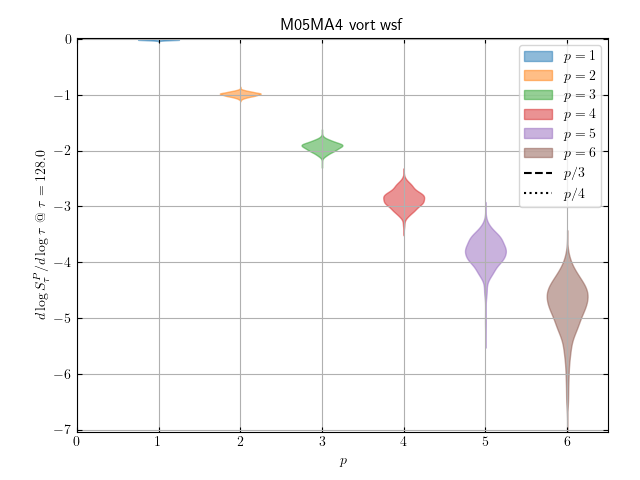 M05MA4 vort wsf
d log S_τ^P / d log τ @ τ = 128.0
0
−1
−2
−3
−4
−5
−6
−7
0 1 2 3 4 5 6
p
p = 1
p = 2
p = 3
p = 4
p = 5
p = 6
p/3
p/4